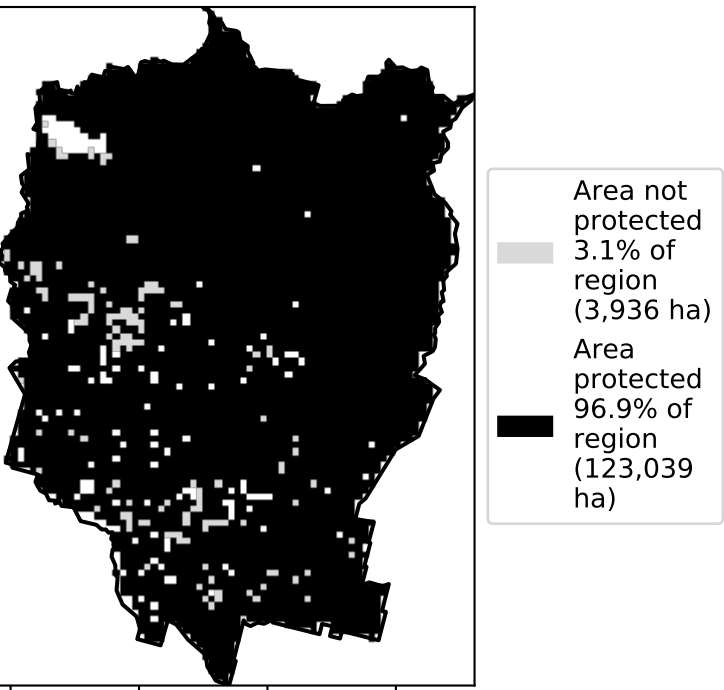 Area not
protected
3.1% of
region
(3,936 ha)
Area
protected
96.9% of
region
(123,039
ha)